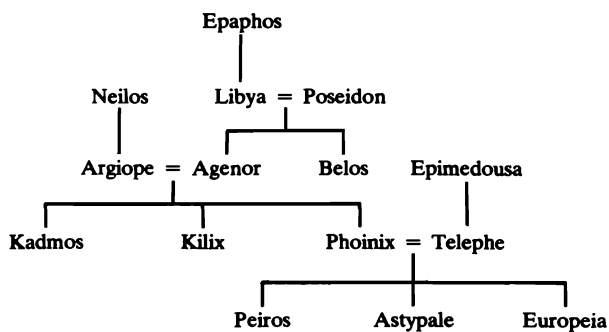 Epaphos
Neilos Libya = Poseidon
Argiope = Agenor Belos Epimedousa
Kadmos Kilix Phoinix = Telephe
Peiros Astypale Europeia